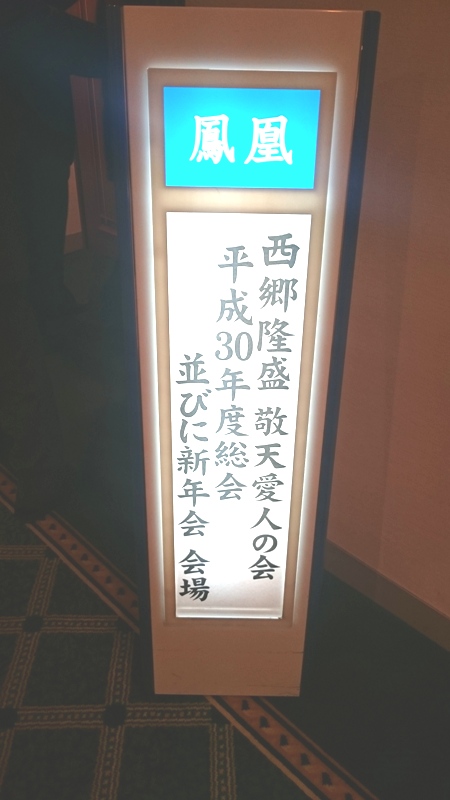 鳳凰
西郷隆盛 敬天愛人の会
平成30年度総会
並びに新年会 会場